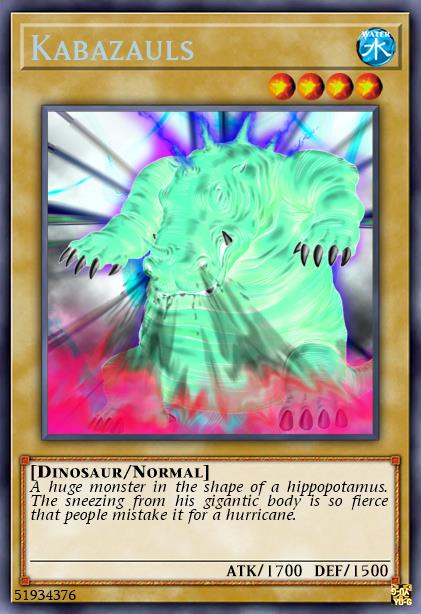 KABAZAULS
WATER
水
[DINOSAUR/NORMAL]
A huge monster in the shape of a hippopotamus.
The sneezing from his gigantic body is so fierce
that people mistake it for a hurricane.
ATK/1700 DEF/1500
51934376